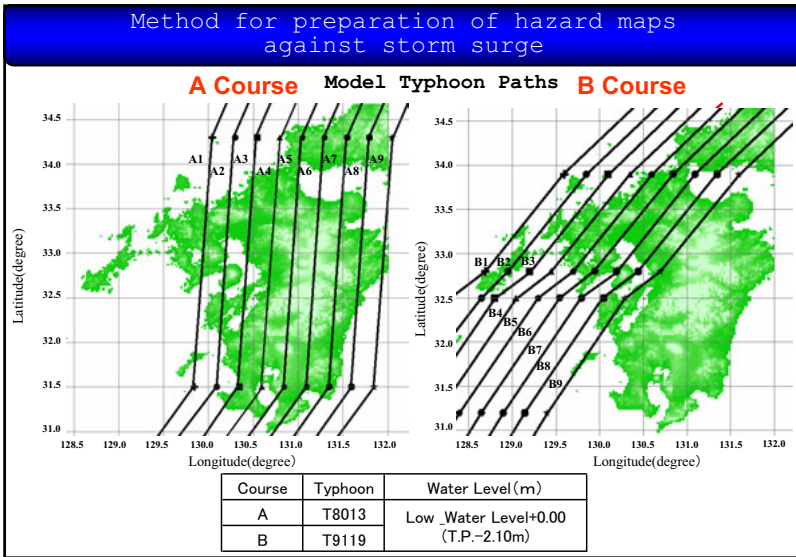 Method for preparation of hazard maps
against storm surge
A Course Model Typhoon Paths B Course
34.5
34.0
33.5
33.0
32.5
32.0
31.5
31.0
Latitude(degree)
A1
A2
A3
A4
A5
A6
A7
A8
A9
128.5 129.0 129.5 130.0 130.5 131.0 131.5 132.0
Longitude(degree)
34.5
34.0
33.5
33.0
32.5
32.0
31.5
31.0
Latitude(degree)
B1
B2
B3
B4
B5
B6
B7
B8
B9
128.5 129.0 129.5 130.0 130.5 131.0 131.5 132.0
Longitude(degree)
Course Typhoon Water Level(m)
A T8013 Low _Water Level+0.00
B T9119 (T.P.-2.10m)